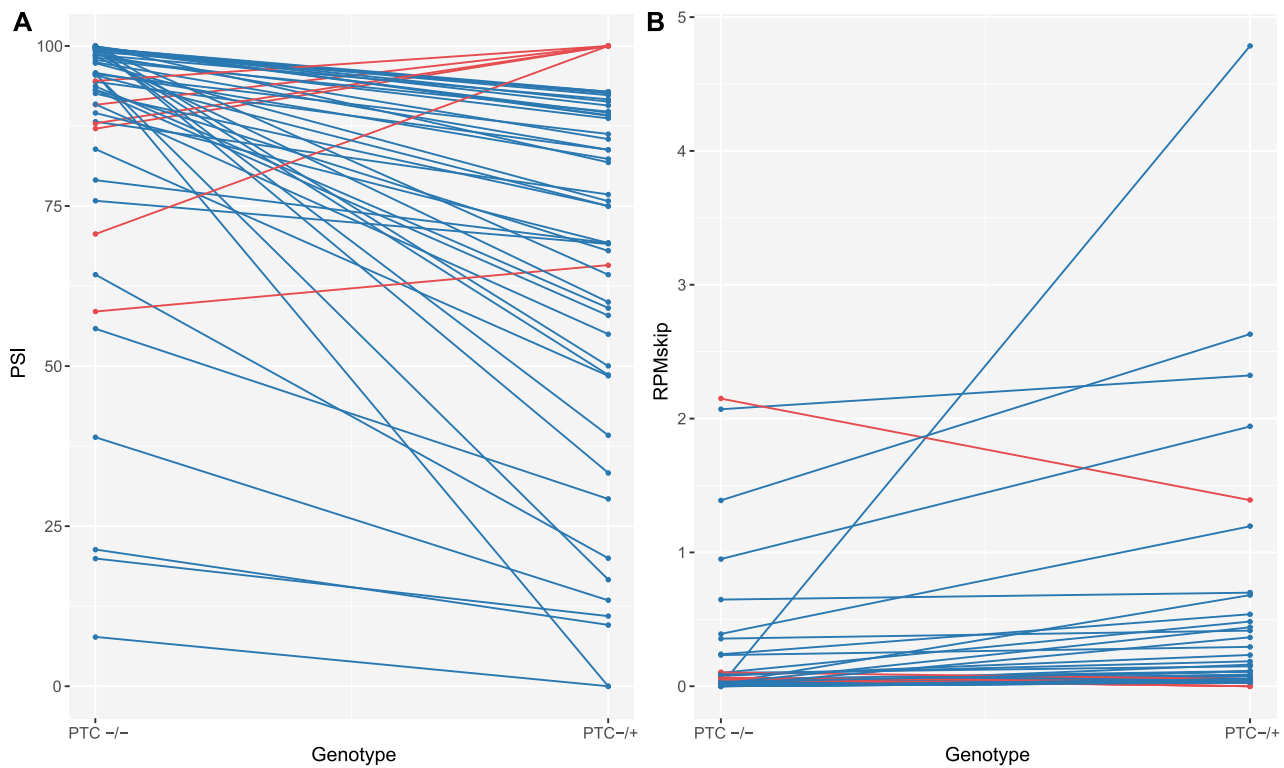 A
PSI
100
75
50
25
0
PTC −/−
PTC−/+
Genotype
B
RPMskip
5
4
3
2
1
0
PTC −/−
PTC−/+
Genotype